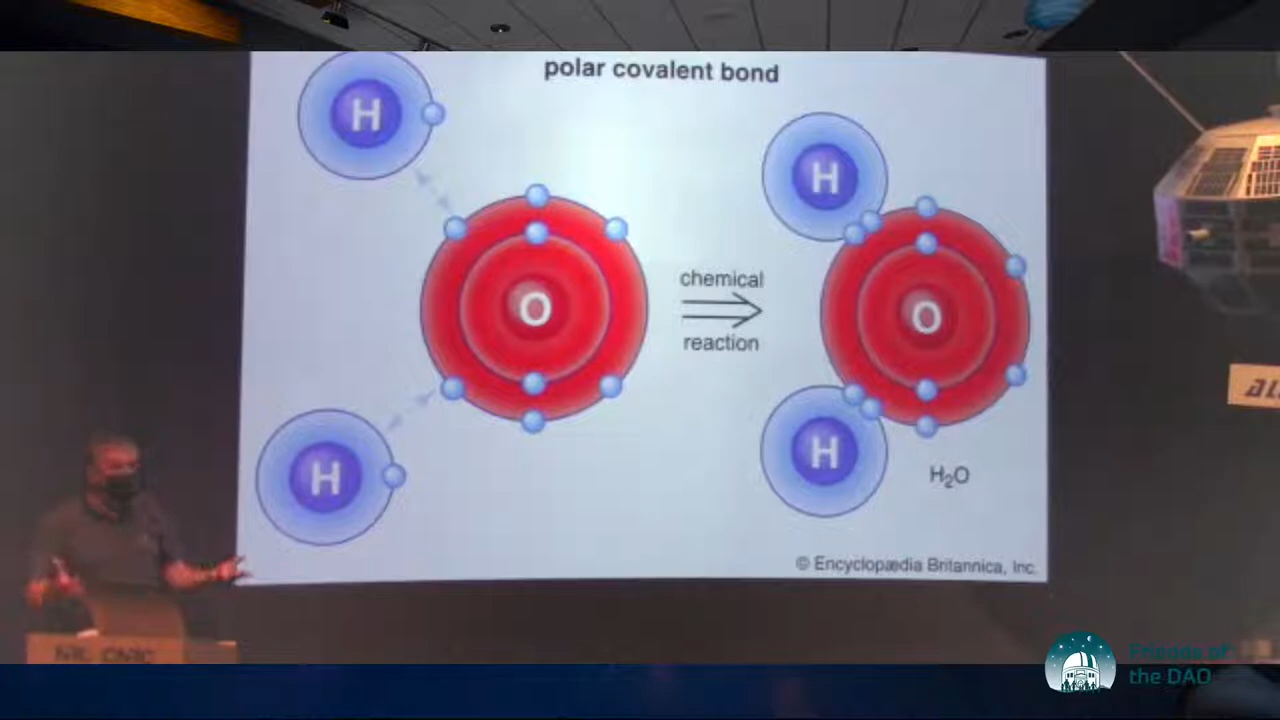 polar covalent bond
H
H
O
chemical
reaction
O
H
H
H₂O
© Encyclopædia Britannica, Inc.
Friends of
the DAO